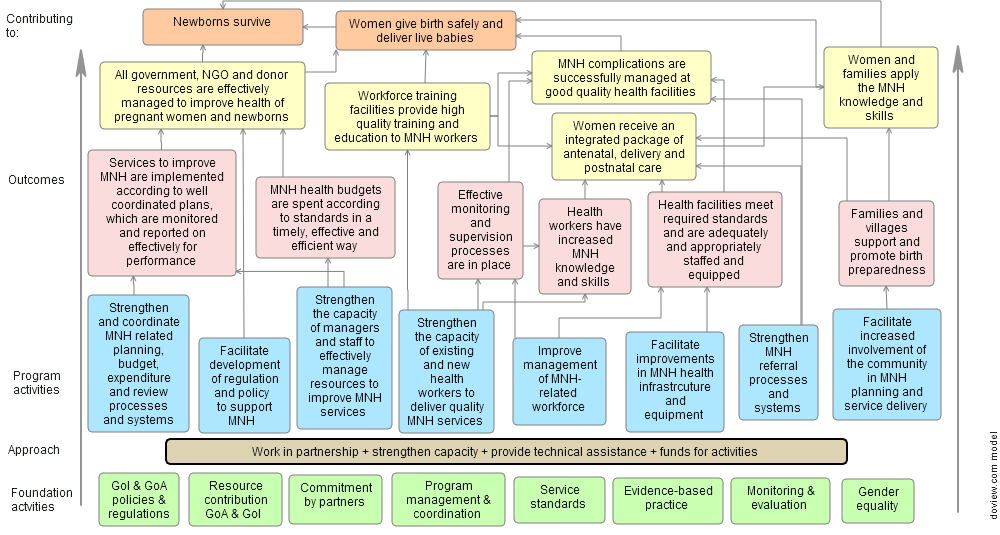 Contributing
to:
Newborns survive
Women give birth safely and
deliver live babies
All government, NGO and donor
resources are effectively
managed to improve health of
pregnant women and newborns
Workforce training
facilities provide high
quality training and
education to MNH workers
MNH complications are
successfully managed at
good quality health facilities
Women and
families apply
the MNH
knowledge and
skills
Women receive an
integrated package of
antenatal, delivery and
postnatal care
Outcomes
Services to improve
MNH are implemented
according to well
coordinated plans,
which are monitored
and reported on
effectively for
performance
MNH health budgets
are spent according
to standards in a
timely, effective and
efficient way
Effective
monitoring
and
supervision
processes
are in place
Health
workers have
increased
MNH
knowledge
and skills
Health facilities meet
required standards
and are adequately
and appropriately
staffed and
equipped
Families and
villages
support and
promote birth
preparedness
Program
activities
Strengthen
and coordinate
MNH related
planning,
budget,
expenditure
and review
processes
and systems
Facilitate
development
of regulation
and policy
to support
MNH
Strengthen
the capacity
of managers
and staff to
effectively
manage
resources to
improve MNH
services
Strengthen
the capacity
of existing
and new
health
workers to
deliver quality
MNH services
Improve
management
of MNH-
related
workforce
Facilitate
improvements
in MNH health
infrastrcuture
and
equipment
Strengthen
MNH
referral
processes
and
systems
Facilitate
increased
involvement of
the community
in MNH
planning and
service delivery
Approach
Work in partnership + strengthen capacity + provide technical assistance + funds for activities
Foundation
activities
GoI & GoA
policies &
regulations
Resource
contribution
GoA & GoI
Commitment
by partners
Program
management &
coordination
Service
standards
Evidence-based
practice
Monitoring &
evaluation
Gender
equality
doview.com model